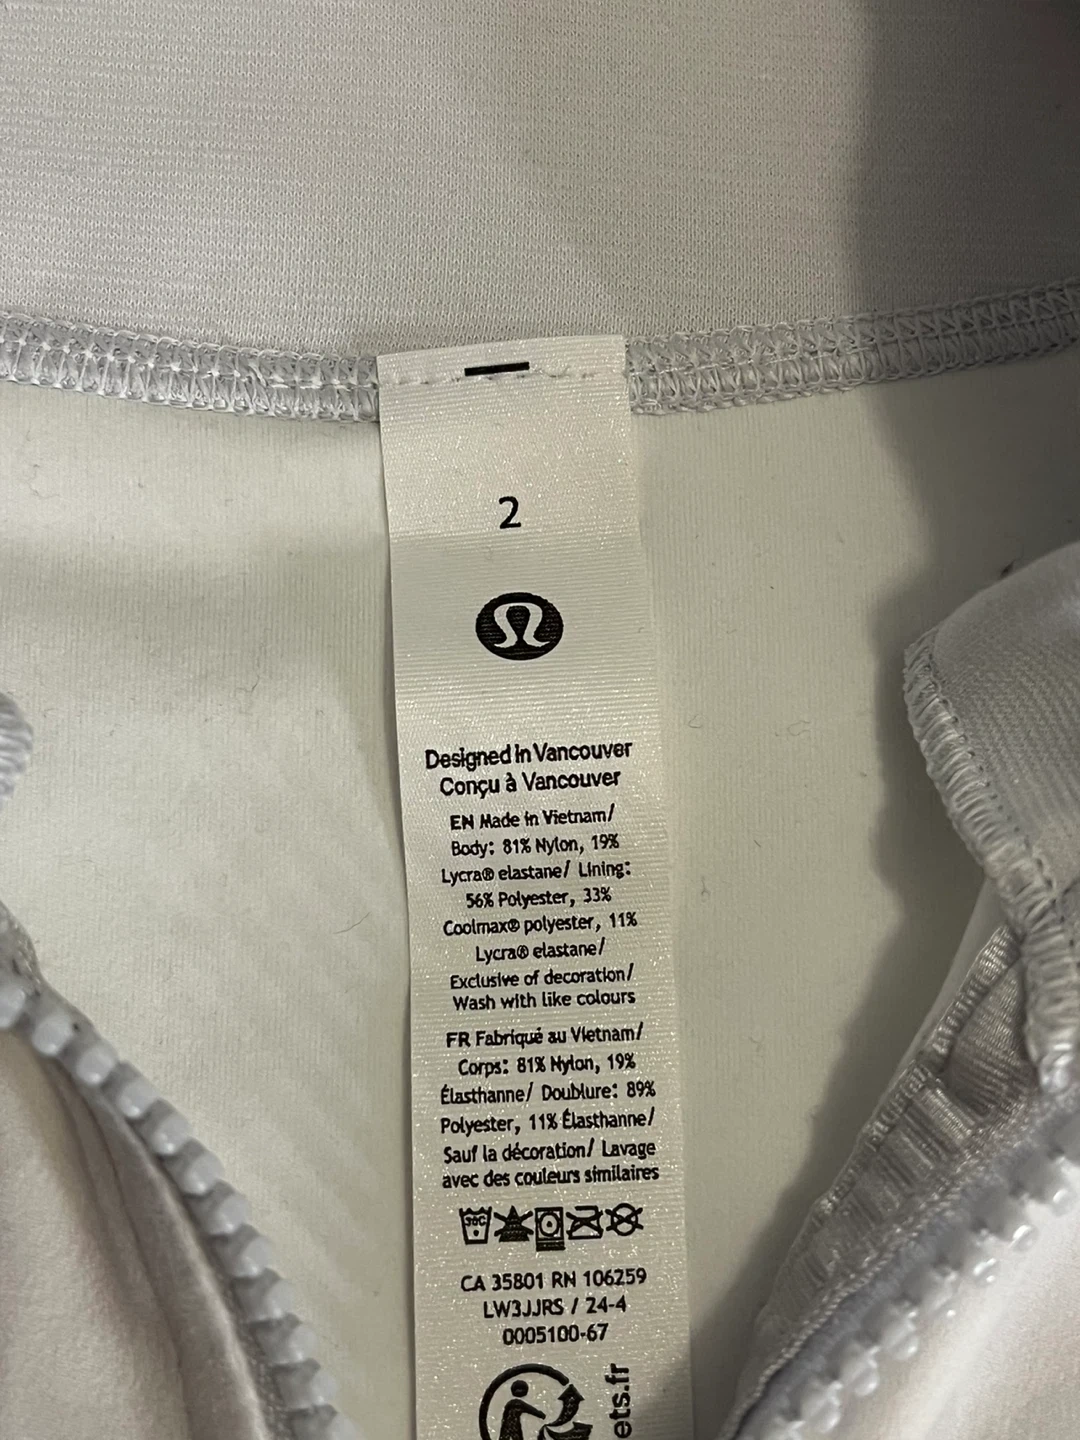 2
Designed in Vancouver
Conçu à Vancouver
EN Made in Vietnam/
Body: 81% Nylon, 19%
Lycra® elastane/ Lining:
56% Polyester, 33%
Coolmax® polyester, 11%
Lycra® elastane/
Exclusive of decoration/
Wash with like colours
FR Fabriqué au Vietnam/
Corps: 81% Nylon, 19%
Élasthanne/ Doublure: 89%
Polyester, 11% Élasthanne/
Sauf la décoration/ Lavage
avec des couleurs similaires
30C
CA 35801 RN 106259
LW3JJRS / 24-4
0005100-67
ets.fr